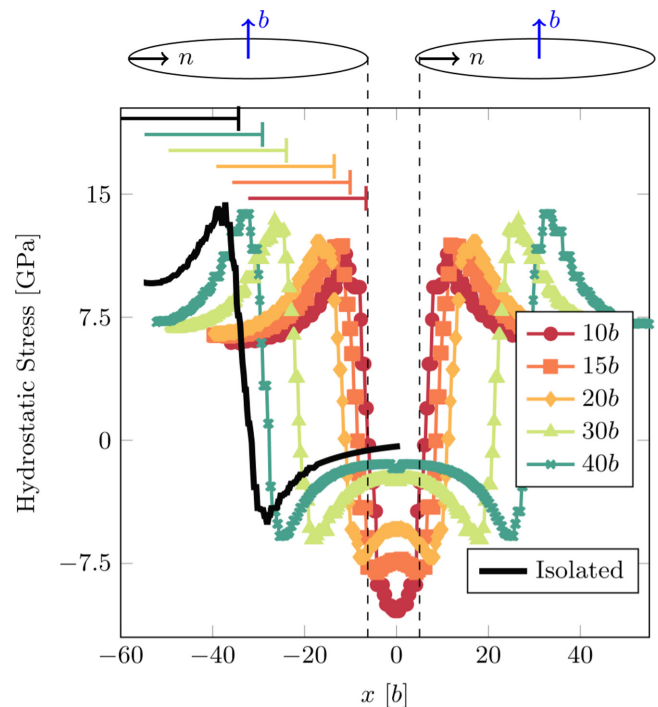 b b
n n
15
7.5
0
−7.5
−60 −40 −20 0 20 40
Hydrostatic Stress [GPa]
x [b]
10b
15b
20b
30b
40b
Isolated